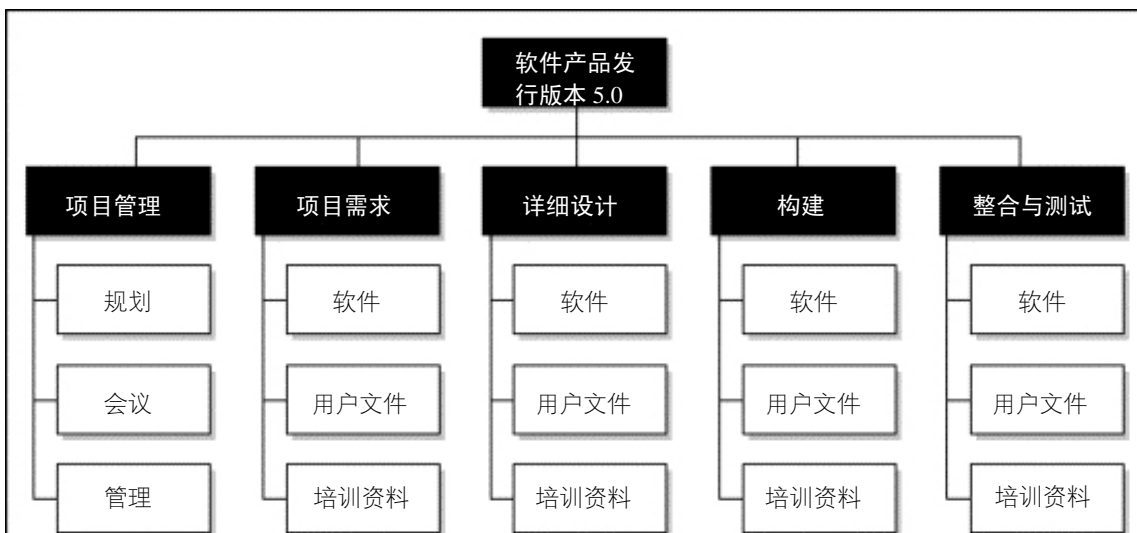 软件产品发
行版本 5.0
项目管理
项目需求
详细设计
构建
整合与测试
规划
软件
软件
软件
软件
会议
用户文件
用户文件
用户文件
用户文件
管理
培训资料
培训资料
培训资料
培训资料